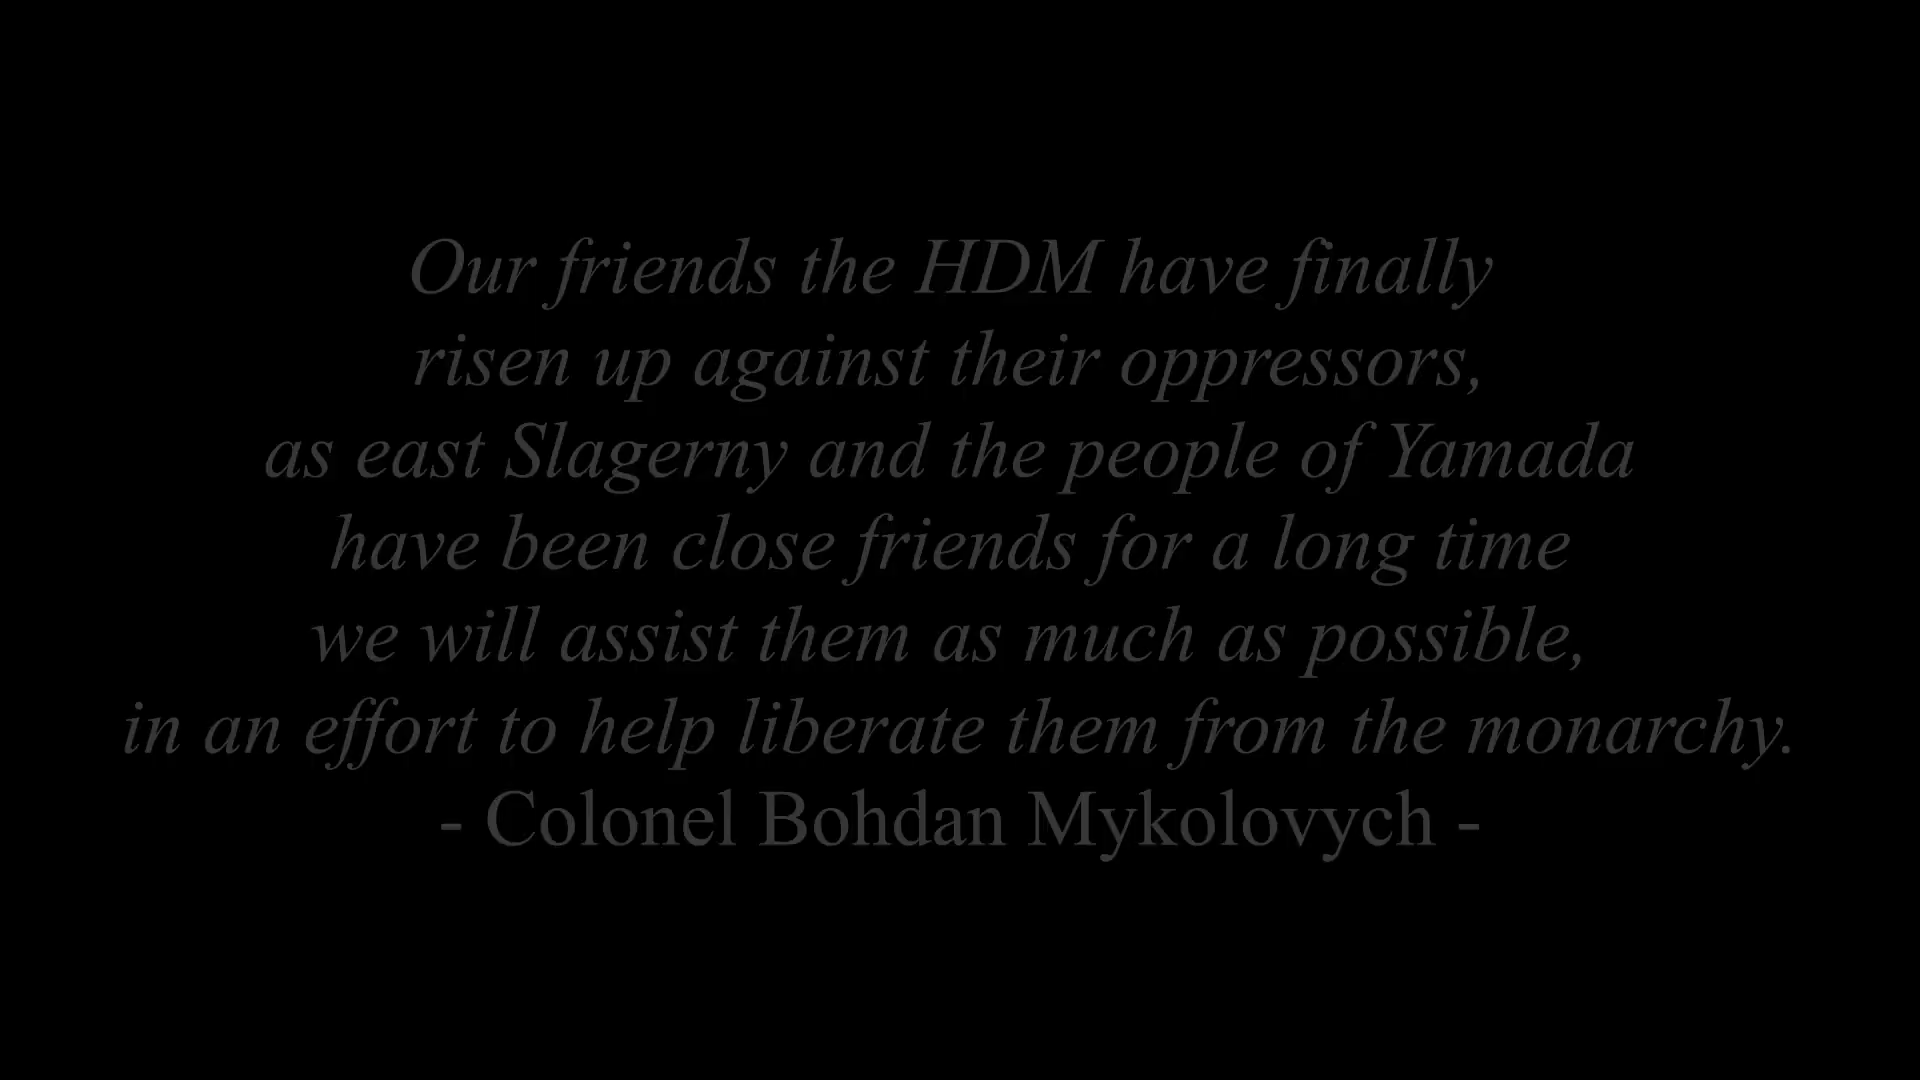 Our friends the HDM have finally
risen up against their oppressors,
as east Slagerny and the people of Yamada
have been close friends for a long time
we will assist them as much as possible,
in an effort to help liberate them from the monarchy.
- Colonel Bohdan Mykolovych -